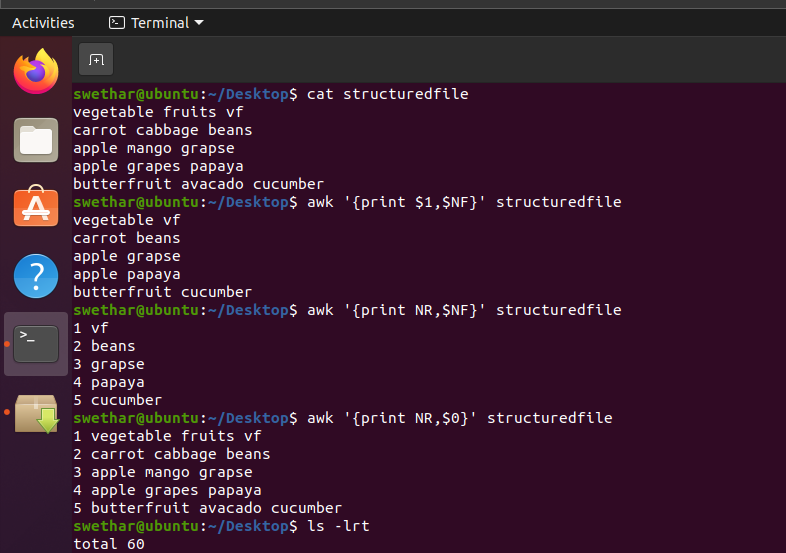 Activities
Terminal
swethar@ubuntu:~/Desktop$ cat structuredfile
vegetable fruits vf
carrot cabbage beans
apple mango grapse
apple grapes papaya
butterfruit avacado cucumber
swethar@ubuntu:~/Desktop$ awk '{print $1,$NF}' structuredfile
vegetable vf
carrot beans
apple grapse
apple papaya
butterfruit cucumber
swethar@ubuntu:~/Desktop$ awk '{print NR,$NF}' structuredfile
1 vf
2 beans
3 grapse
4 papaya
5 cucumber
swethar@ubuntu:~/Desktop$ awk '{print NR,$0}' structuredfile
1 vegetable fruits vf
2 carrot cabbage beans
3 apple mango grapse
4 apple grapes papaya
5 butterfruit avacado cucumber
swethar@ubuntu:~/Desktop$ ls -lrt
total 60